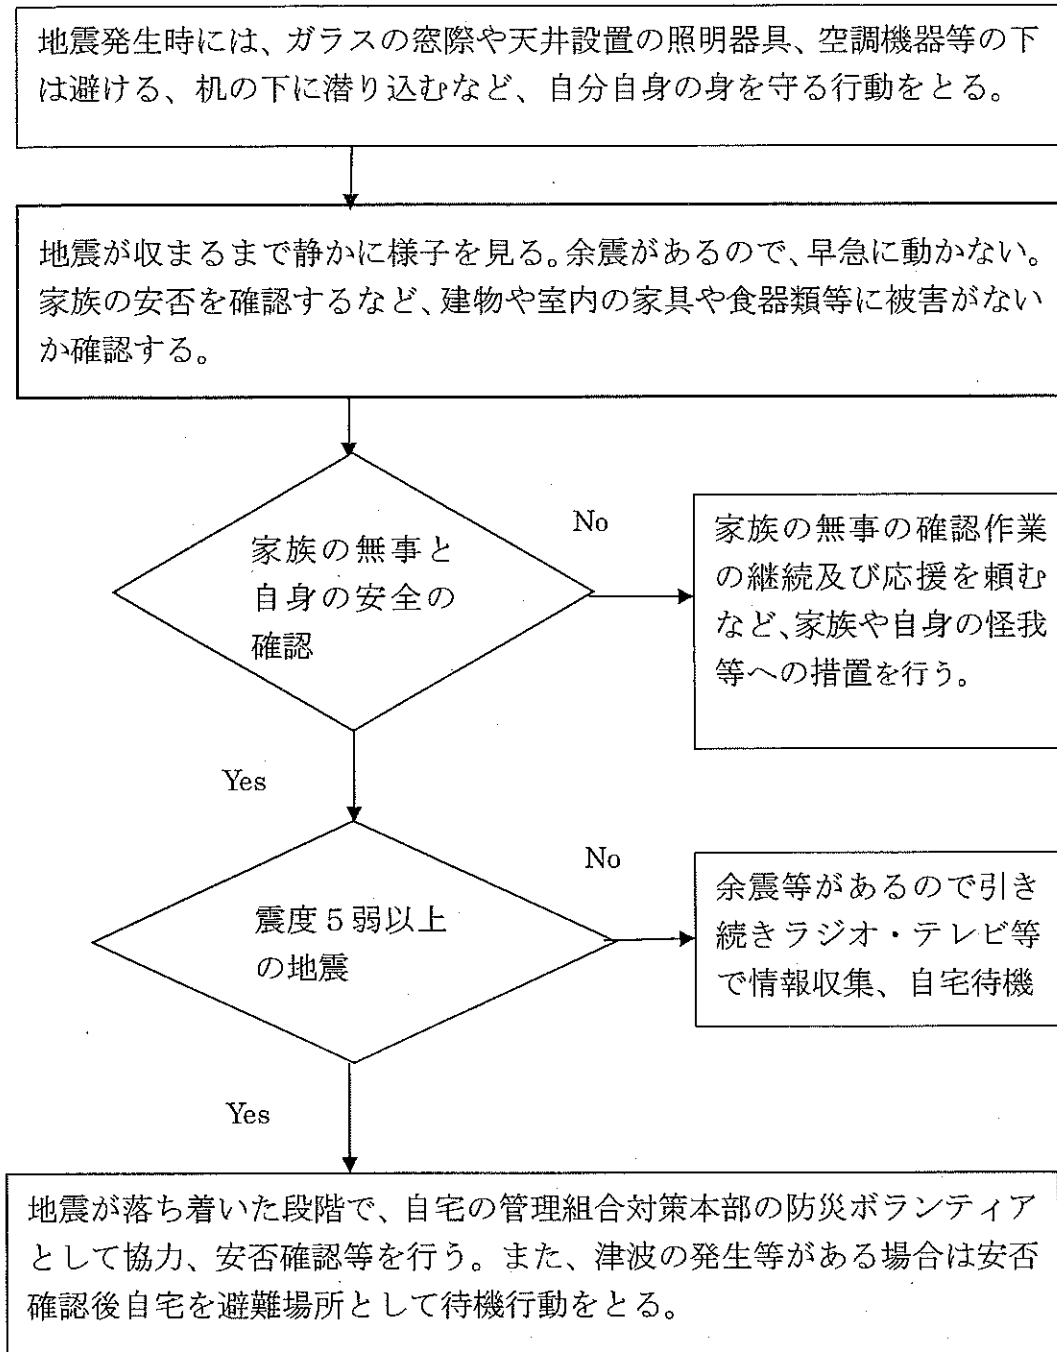 地震発生時には、ガラスの窓際や天井設置の照明器具、空調機器等の下
は避ける、机の下に潜り込むなど、自分自身の身を守る行動をとる。
地震が収まるまで静かに様子を見る。余震があるので、早急に動かない。
家族の安否を確認するなど、建物や室内の家具や食器類等に被害がない
か確認する。
家族の無事と
自身の安全の
確認
No
家族の無事の確認作業
の継続及び応援を頼む
など、家族や自身の怪我
等への措置を行う。
Yes
震度５弱以上
の地震
No
余震等があるので引き
続きラジオ・テレビ等
で情報収集、自宅待機
Yes
地震が落ち着いた段階で、自宅の管理組合対策本部の防災ボランティア
として協力、安否確認等を行う。また、津波の発生等がある場合は安否
確認後自宅を避難場所として待機行動をとる。